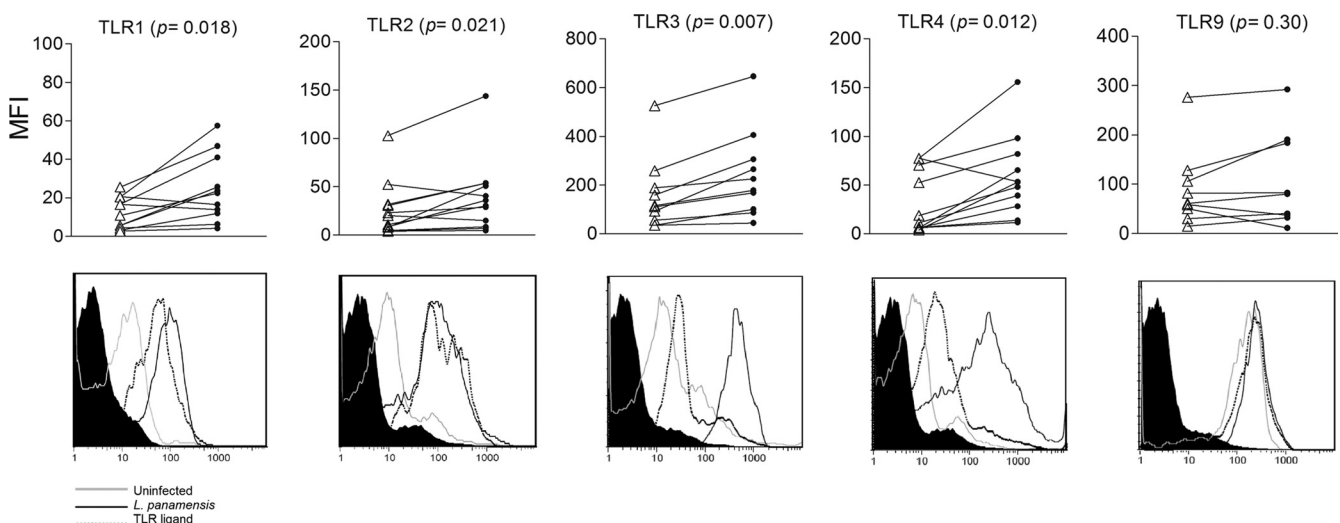 TLR1 (p= 0.018)
TLR2 (p= 0.021)
TLR3 (p= 0.007)
TLR4 (p= 0.012)
TLR9 (p= 0.30)
MFI
100
80
60
40
20
0
200
150
100
50
0
800
600
400
200
0
200
150
100
50
0
400
300
200
100
0
1 10 100 1000
1 10 100 1000
1 10 100 1000
1 10 100 1000
1 10 100 1000
Uninfected
L. panamensis
TLR ligand